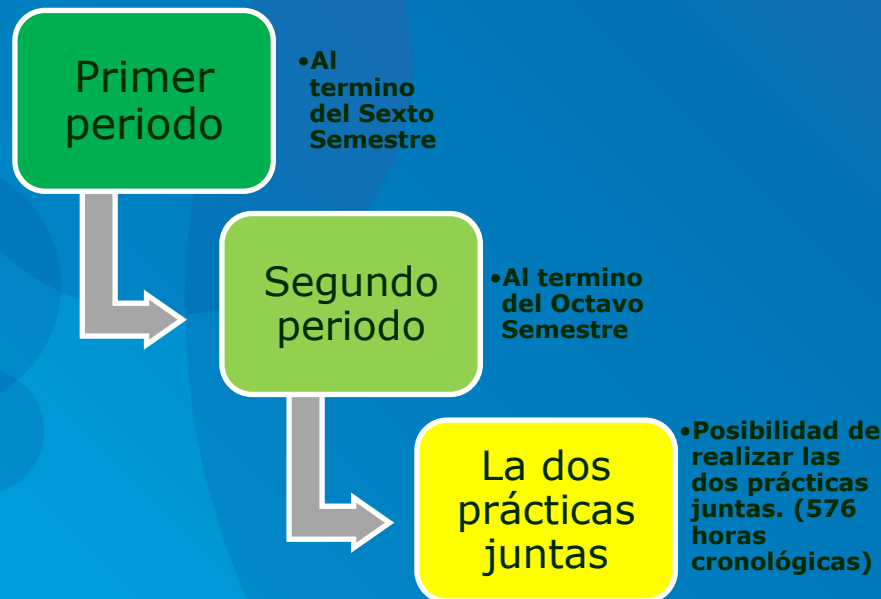 Primer
periodo
•Al
termino
del Sexto
Semestre
Segundo
periodo
•Al termino
del Octavo
Semestre
La dos
prácticas
juntas
•Posibilidad de
realizar las
dos prácticas
juntas. (576
horas
cronológicas)